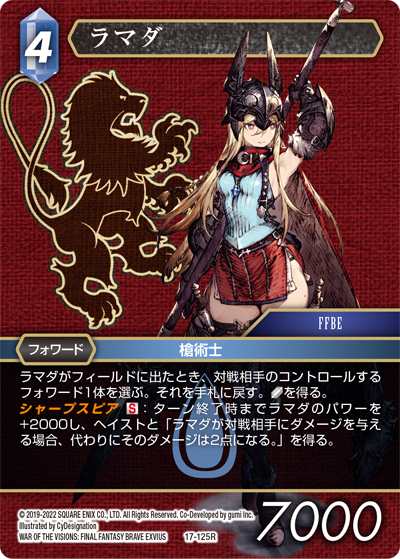 4
ラマダ
FFBE
フォワード
槍術士
ラマダがフィールドに出たとき、対戦相手のコントロールする
フォワード1体を選ぶ。それを手札に戻す。を得る。
シャープスピア S：ターン終了時までラマダのパワーを
+2000し、ヘイストと「ラマダが対戦相手にダメージを与え
る場合、代わりにそのダメージは2点になる。」を得る。
© 2019-2022 SQUARE ENIX CO., LTD. All Rights Reserved. Co-Developed by gumi Inc.
Illustrated by CyDesignation
WAR OF THE VISIONS: FINAL FANTASY BRAVE EXVIUS
17-125R
7000